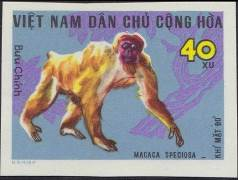 VIỆT NAM DÂN CHỦ CỘNG HÒA
Bưu Chính
40
XU
MACACA SPECIOSA _ KHỈ MẶT ĐỎ